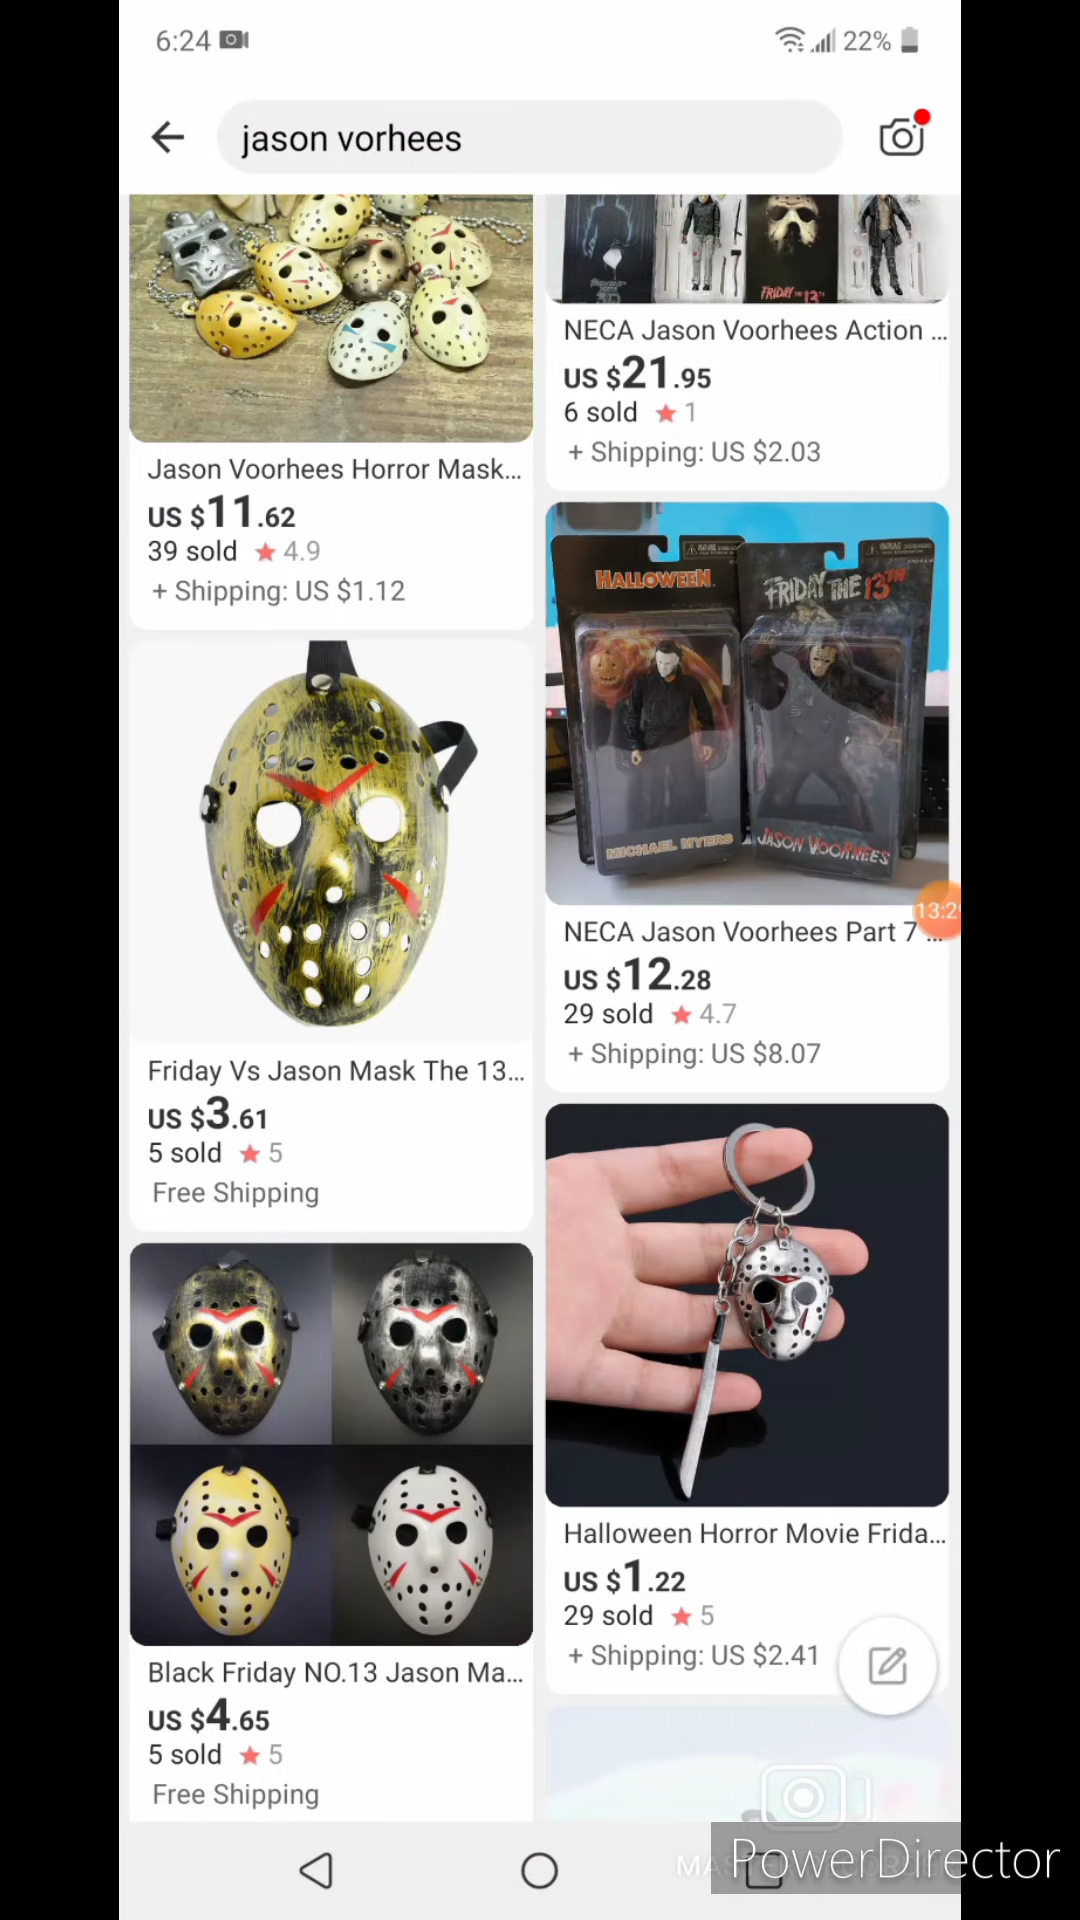 6:24
22%
jason vorhees
Jason Voorhees Horror Mask...
US $11.62
39 sold ★ 4.9
+ Shipping: US $1.12
Friday Vs Jason Mask The 13...
US $3.61
5 sold ★ 5
Free Shipping
Black Friday NO.13 Jason Ma...
US $4.65
5 sold ★ 5
Free Shipping
FRIDAY THE 13TH
NECA Jason Voorhees Action ...
US $21.95
6 sold ★ 1
+ Shipping: US $2.03
HALLOWEEN
FRIDAY THE 13TH
MICHAEL MYERS
JASON VOORHEES
13:29
NECA Jason Voorhees Part 7 ...
US $12.28
29 sold ★ 4.7
+ Shipping: US $8.07
Halloween Horror Movie Frida...
US $1.22
29 sold ★ 5
+ Shipping: US $2.41
PowerDirector